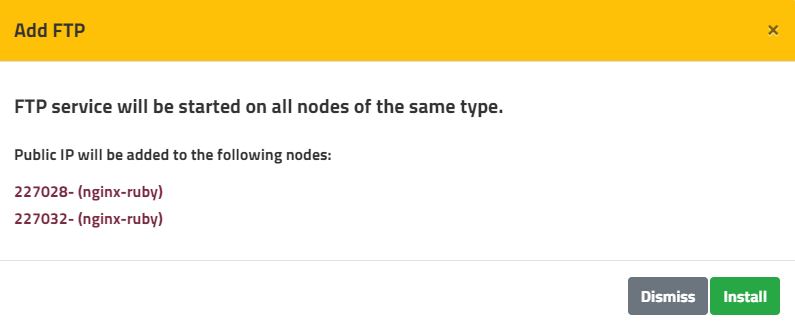 Add FTP
×
FTP service will be started on all nodes of the same type.
Public IP will be added to the following nodes:
227028- (nginx-ruby)
227032- (nginx-ruby)
Dismiss Install